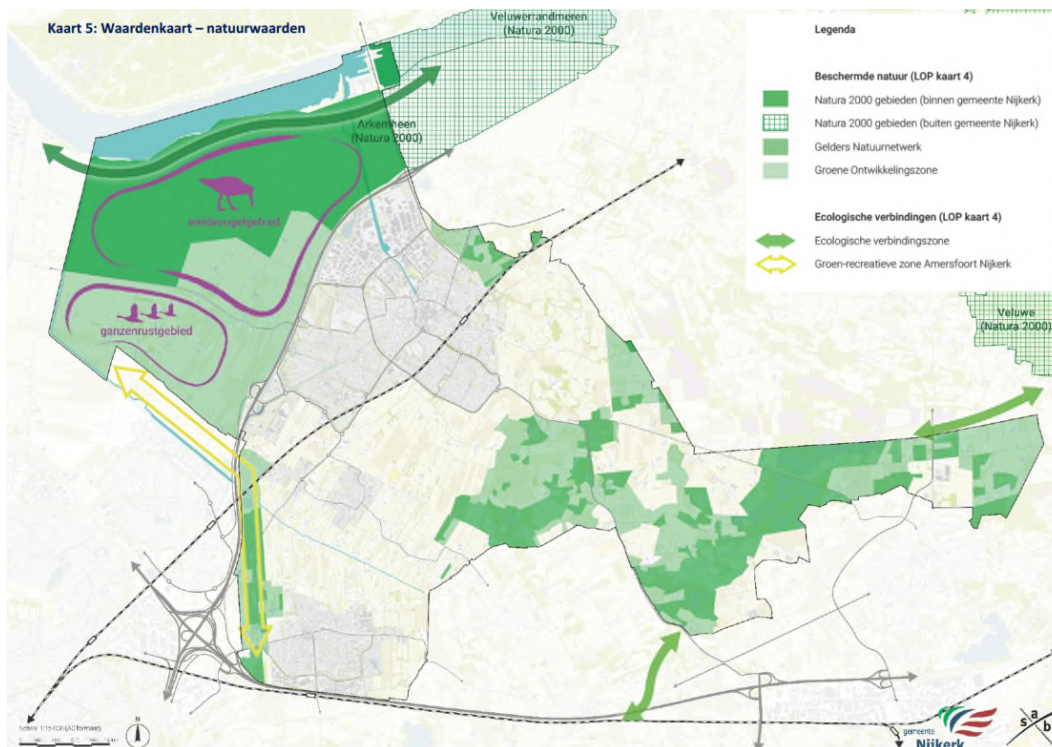 Kaart 5: Waardenkaart – natuurwaarden
Veluwerrandmeren
(Natura 2000)
Arkemheen
(Natura 2000)
weidevogelgebied
ganzenrustgebied
Veluwe
(Natura 2000)
Legenda
Beschermde natuur (LOP kaart 4)
Natura 2000 gebieden (binnen gemeente Nijkerk)
Natura 2000 gebieden (buiten gemeente Nijkerk)
Gelders Natuurnetwerk
Groene Ontwikkelingszone
Ecologische verbindingen (LOP kaart 4)
Ecologische verbindingszone
Groen-recreatieve zone Amersfoort Nijkerk
N
gemeente
Nijkerk
s a b